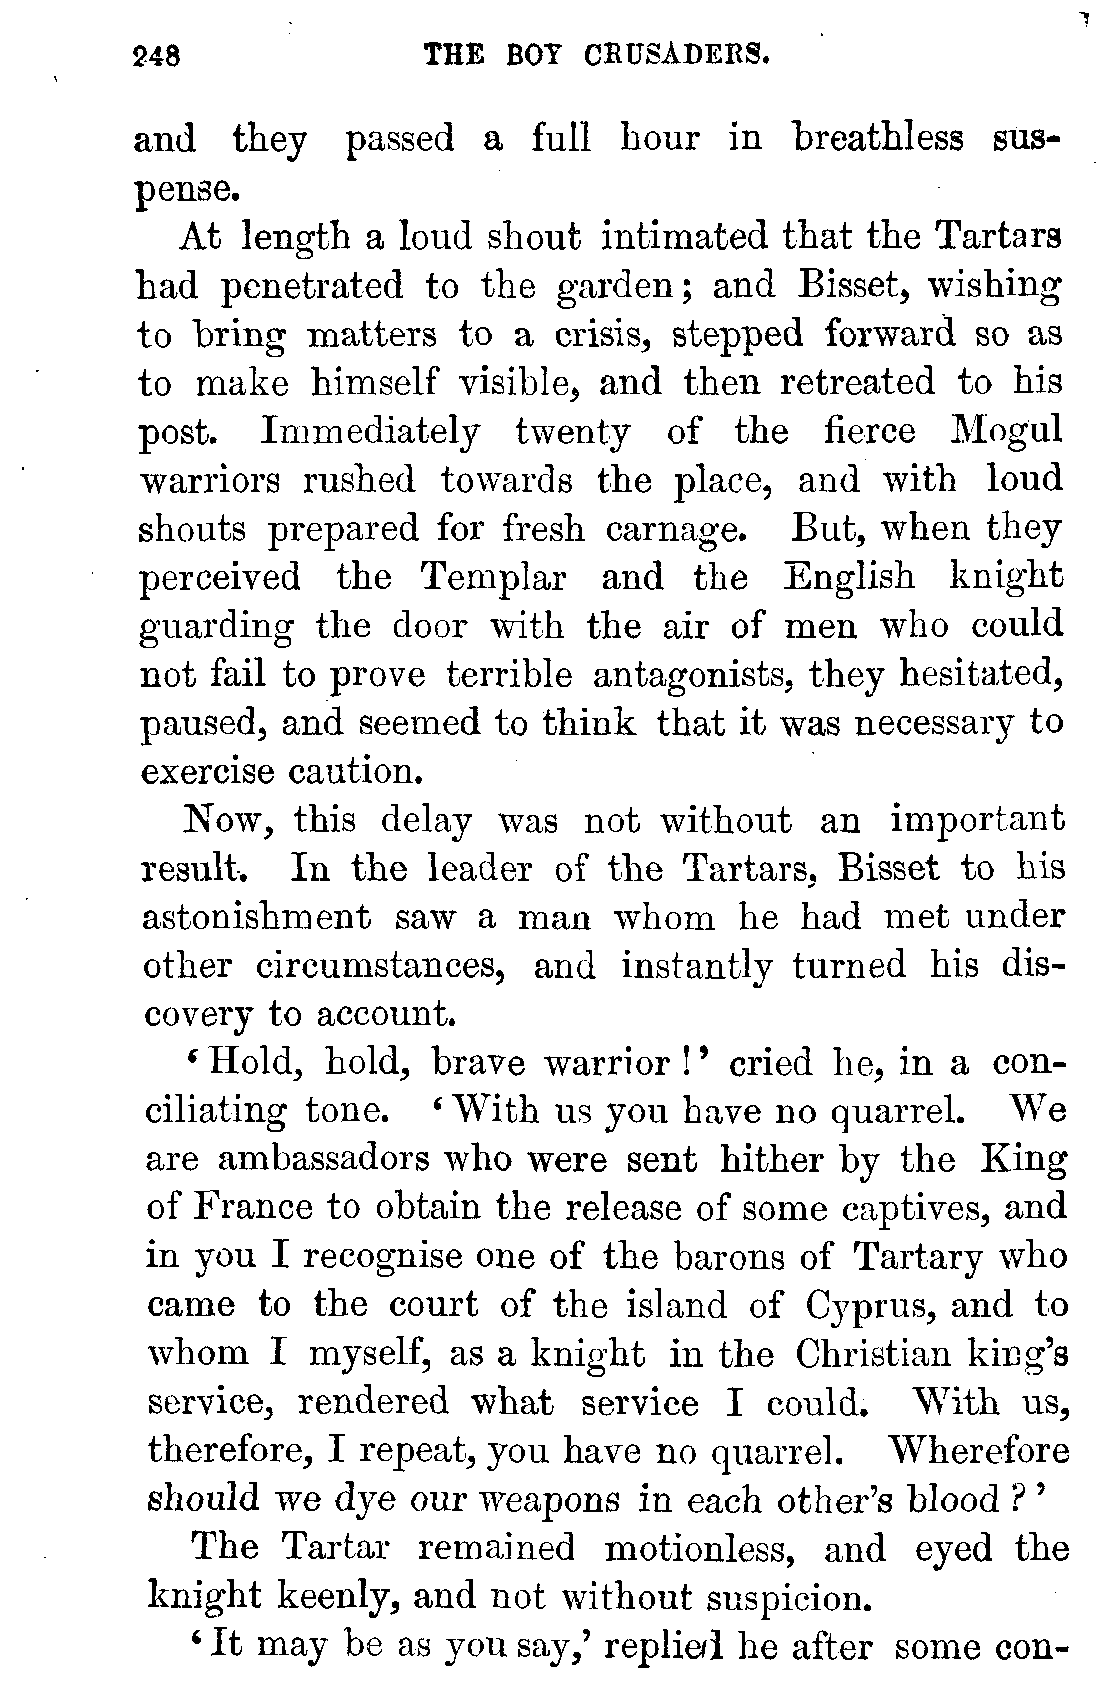 248 THE BOY CRUSADERS.
and they passed a full hour in breathless sus-
pense.
At length a loud shout intimated that the Tartars
had penetrated to the garden; and Bisset, wishing
to bring matters to a crisis, stepped forward so as
to make himself visible, and then retreated to his
post. Immediately twenty of the fierce Mogul
warriors rushed towards the place, and with loud
shouts prepared for fresh carnage. But, when they
perceived the Templar and the English knight
guarding the door with the air of men who could
not fail to prove terrible antagonists, they hesitated,
paused, and seemed to think that it was necessary to
exercise caution.
Now, this delay was not without an important
result. In the leader of the Tartars, Bisset to his
astonishment saw a man whom he had met under
other circumstances, and instantly turned his dis-
covery to account.
‘Hold, hold, brave warrior!’ cried he, in a con-
ciliating tone. ‘With us you have no quarrel. We
are ambassadors who were sent hither by the King
of France to obtain the release of some captives, and
in you I recognise one of the barons of Tartary who
came to the court of the island of Cyprus, and to
whom I myself, as a knight in the Christian king’s
service, rendered what service I could. With us,
therefore, I repeat, you have no quarrel. Wherefore
should we dye our weapons in each other’s blood?’
The Tartar remained motionless, and eyed the
knight keenly, and not without suspicion.
‘It may be as you say,’ replied he after some con-